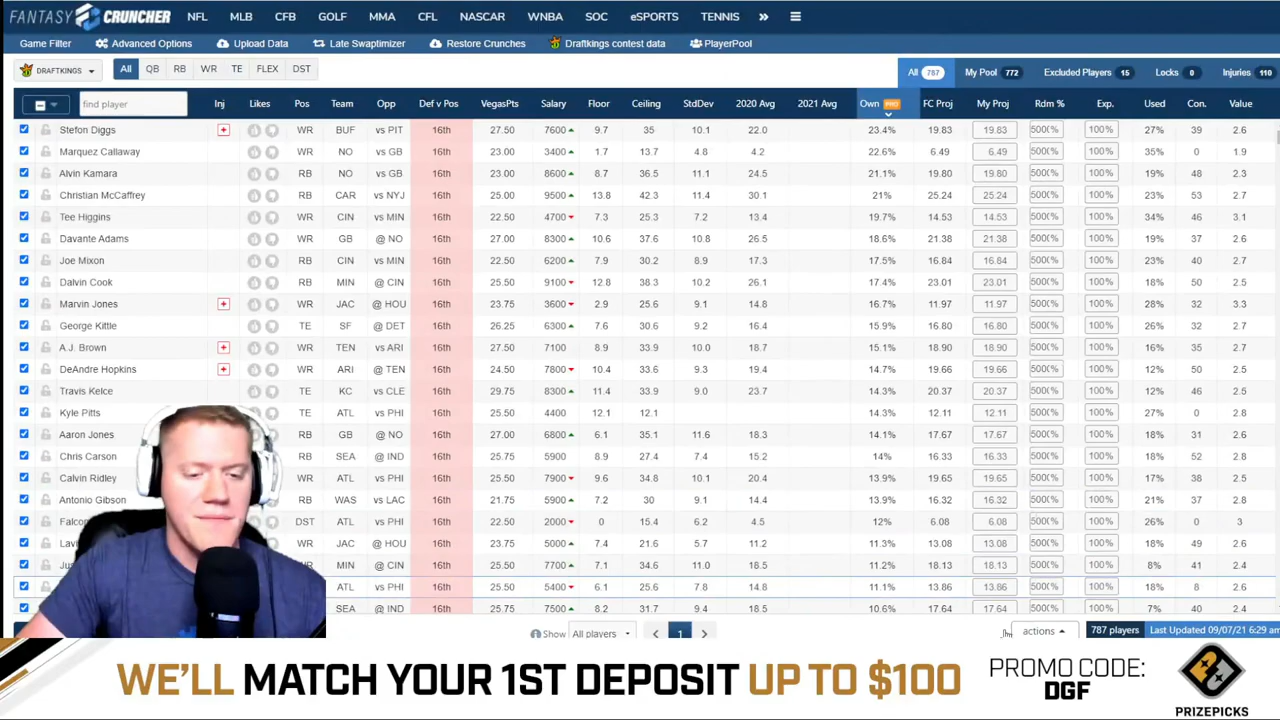 FANTASY CRUNCHER NFL MLB CFB GOLF MMA CFL NASCAR WNBA SOC eSPORTS TENNIS »
Game Filter Advanced Options Upload Data Late Swaptimizer Restore Crunches Draftkings contest data PlayerPool
DRAFTKINGS All QB RB WR TE FLEX DST All 787 My Pool 772 Excluded Players 15 Locks 0 Injuries 110
find player Inj Likes Pos Team Opp Def v Pos VegasPts Salary Floor Ceiling StdDev 2020 Avg 2021 Avg Own PRO FC Proj My Proj Rdm % Exp. Used Con. Value
Stefon Diggs WR BUF vs PIT 16th 27.50 7600 9.7 35 10.1 22.0 23.4% 19.83 19.83 500(% 100% 27% 39 2.6
Marquez Callaway WR NO vs GB 16th 23.00 3400 1.7 13.7 4.8 4.2 22.6% 6.49 6.49 500(% 100% 35% 0 1.9
Alvin Kamara RB NO vs GB 16th 23.00 8600 8.7 36.5 11.1 24.5 21.1% 19.80 19.80 500(% 100% 19% 48 2.3
Christian McCaffrey RB CAR vs NYJ 16th 25.00 9500 13.8 42.3 11.4 30.1 21% 25.24 25.24 500(% 100% 23% 53 2.7
Tee Higgins WR CIN vs MIN 16th 22.50 4700 7.3 25.3 7.2 13.4 19.7% 14.53 14.53 500(% 100% 34% 46 3.1
Davante Adams WR GB @ NO 16th 27.00 8300 10.6 37.6 10.8 26.5 18.6% 21.38 21.38 500(% 100% 19% 37 2.6
Joe Mixon RB CIN vs MIN 16th 22.50 6200 7.9 30.2 8.9 17.3 17.5% 16.84 16.84 500(% 100% 23% 40 2.7
Dalvin Cook RB MIN @ CIN 16th 25.50 9100 12.8 38.3 10.2 26.1 17.4% 23.01 23.01 500(% 100% 18% 50 2.5
Marvin Jones WR JAC @ HOU 16th 23.75 3600 2.9 25.6 9.1 14.8 16.7% 11.97 11.97 500(% 100% 28% 32 3.3
George Kittle TE SF @ DET 16th 26.25 6300 7.6 30.6 9.2 16.4 15.9% 16.80 16.80 500(% 100% 26% 32 2.7
A.J. Brown WR TEN vs ARI 16th 27.50 7100 8.9 33.9 10.0 18.7 15.1% 18.90 18.90 500(% 100% 16% 35 2.7
DeAndre Hopkins WR ARI @ TEN 16th 24.50 7800 10.4 33.6 9.3 19.4 14.7% 19.66 19.66 500(% 100% 12% 50 2.5
Travis Kelce TE KC vs CLE 16th 29.75 8300 11.4 33.9 9.0 23.7 14.3% 20.37 20.37 500(% 100% 12% 46 2.5
Kyle Pitts TE ATL vs PHI 16th 25.50 4400 12.1 12.1 14.3% 12.11 12.11 500(% 100% 27% 0 2.8
Aaron Jones RB GB @ NO 16th 27.00 6800 6.1 35.1 11.6 18.3 14.1% 17.67 17.67 500(% 100% 18% 31 2.6
Chris Carson RB SEA @ IND 16th 25.75 5900 8.9 27.4 7.4 15.2 14% 16.33 16.33 500(% 100% 18% 52 2.8
Calvin Ridley WR ATL vs PHI 16th 25.50 7900 9.6 34.8 10.1 20.4 13.9% 19.65 19.65 500(% 100% 17% 38 2.5
Antonio Gibson RB WAS vs LAC 16th 21.75 5900 7.2 30 9.1 14.4 13.9% 16.32 16.32 500(% 100% 21% 37 2.8
Falco DST ATL vs PHI 16th 22.50 2000 0 15.4 6.2 4.5 12% 6.08 6.08 500(% 100% 26% 0 3
Lavi WR JAC @ HOU 16th 23.75 5000 7.4 21.6 5.7 11.2 11.3% 13.08 13.08 500(% 100% 18% 49 2.6
Jus MIN @ CIN 16th 25.50 7700 7.1 34.6 11.0 18.5 11.2% 18.13 18.13 500(% 100% 8% 41 2.4
ATL vs PHI 16th 25.50 5400 6.1 25.6 7.8 14.8 11.1% 13.86 13.86 500(% 100% 18% 8 2.6
SEA @ IND 16th 25.75 7500 8.2 31.7 9.4 18.5 10.6% 17.64 17.64 500(% 100% 7% 40 2.4
Show All players 1 actions 787 players Last Updated 09/07/21 6:29 am
WE'LL MATCH YOUR 1ST DEPOSIT UP TO $100
PROMO CODE:
DGF
PRIZEPICKS